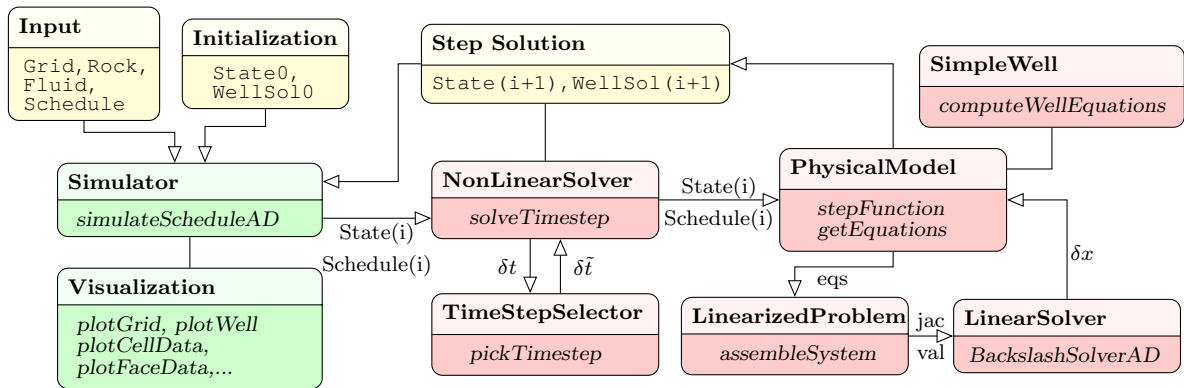 Input
Grid,Rock,
Fluid,
Schedule
Initialization
State0,
WellSol0
Step Solution
State(i+1),WellSol(i+1)
SimpleWell
computeWellEquations
Simulator
simulateScheduleAD
State(i)
Schedule(i)
NonLinearSolver
solveTimestep
State(i)
Schedule(i)
PhysicalModel
stepFunction
getEquations
Visualization
plotGrid, plotWell
plotCellData,
plotFaceData,...
δt
δt̃
TimeStepSelector
pickTimestep
eqs
LinearizedProblem
assembleSystem
jac
val
LinearSolver
BackslashSolverAD
δx